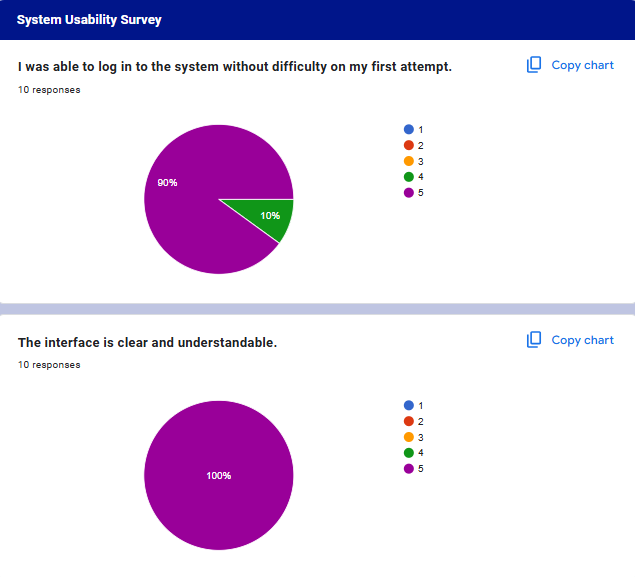 System Usability Survey
I was able to log in to the system without difficulty on my first attempt.
Copy chart
10 responses
90%
10%
1
2
3
4
5
The interface is clear and understandable.
Copy chart
10 responses
100%
1
2
3
4
5